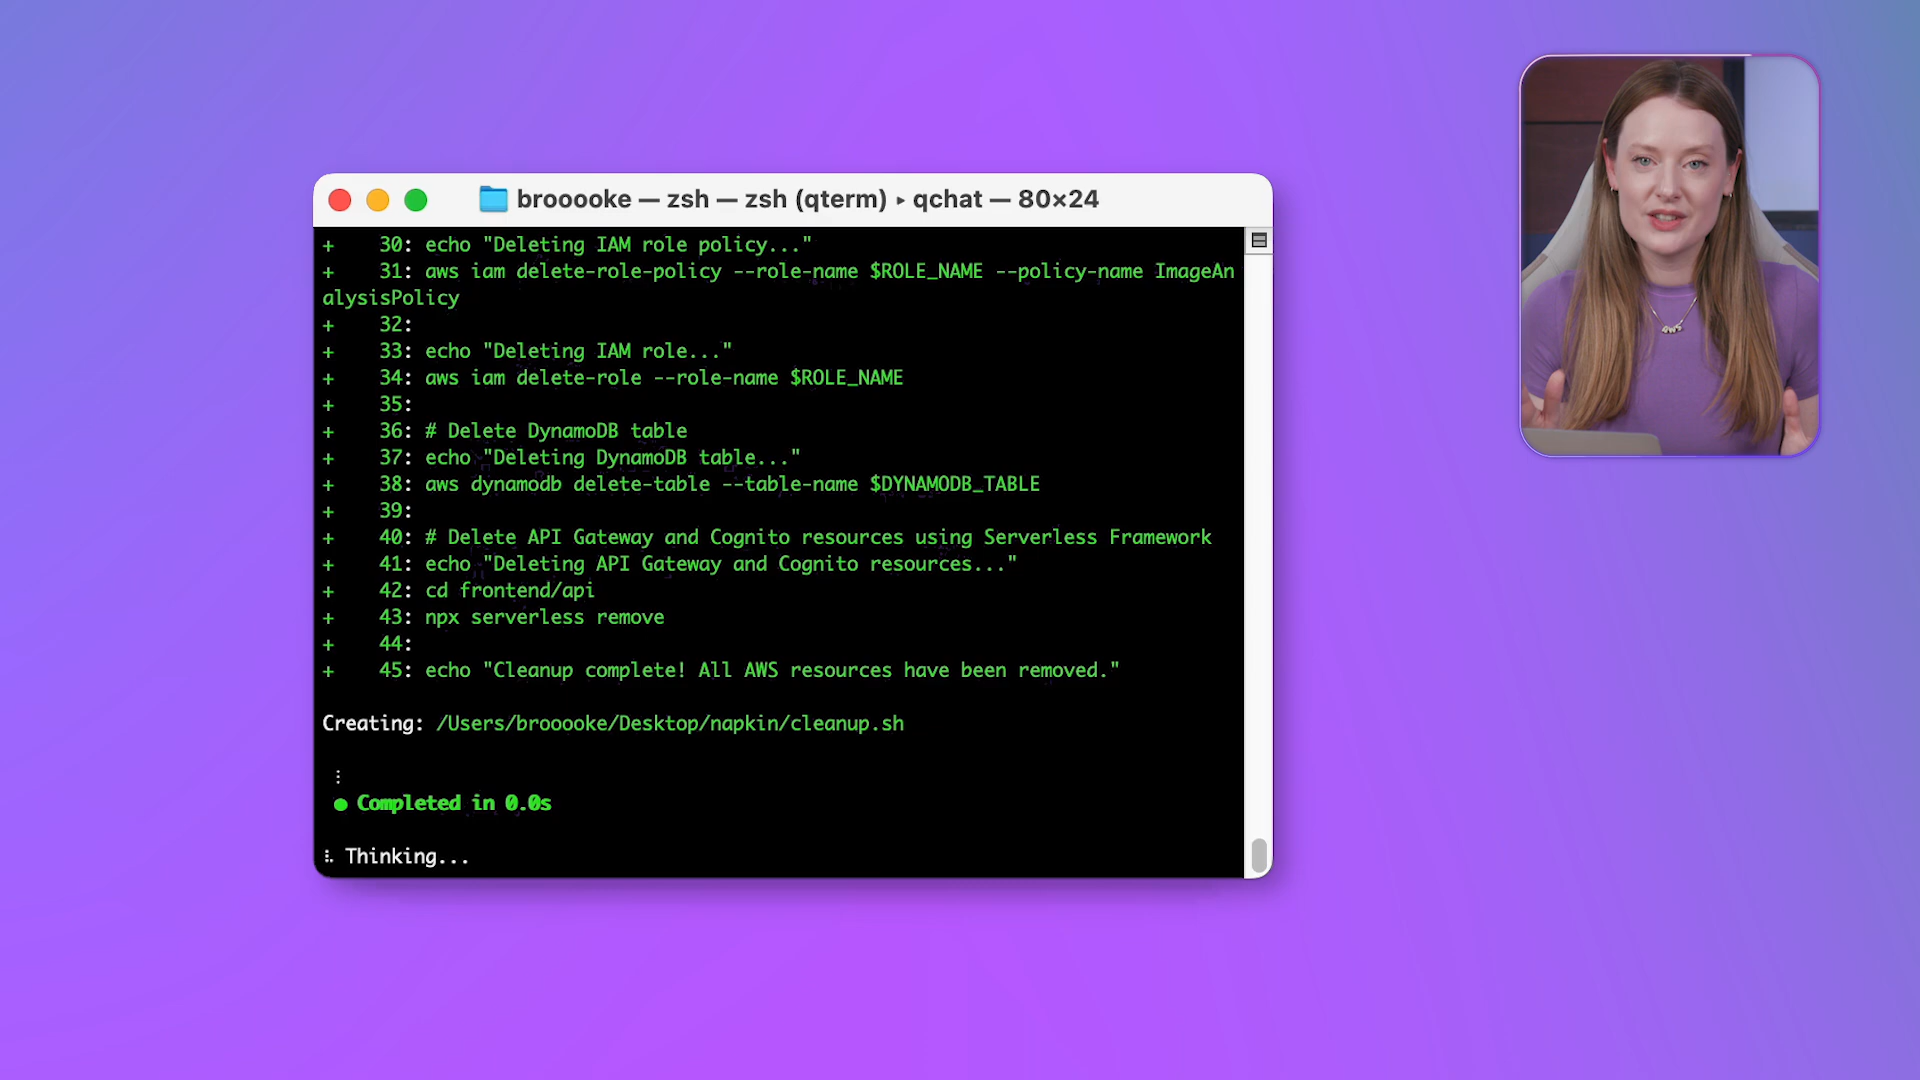 brooooke — zsh — zsh (qterm) ▸ qchat — 80×24
+    30: echo "Deleting IAM role policy..."
+    31: aws iam delete-role-policy --role-name $ROLE_NAME --policy-name ImageAn
alysisPolicy
+    32:
+    33: echo "Deleting IAM role..."
+    34: aws iam delete-role --role-name $ROLE_NAME
+    35:
+    36: # Delete DynamoDB table
+    37: echo "Deleting DynamoDB table..."
+    38: aws dynamodb delete-table --table-name $DYNAMODB_TABLE
+    39:
+    40: # Delete API Gateway and Cognito resources using Serverless Framework
+    41: echo "Deleting API Gateway and Cognito resources..."
+    42: cd frontend/api
+    43: npx serverless remove
+    44:
+    45: echo "Cleanup complete! All AWS resources have been removed."
Creating: /Users/brooooke/Desktop/napkin/cleanup.sh
⋮
● Completed in 0.0s
⠧ Thinking...